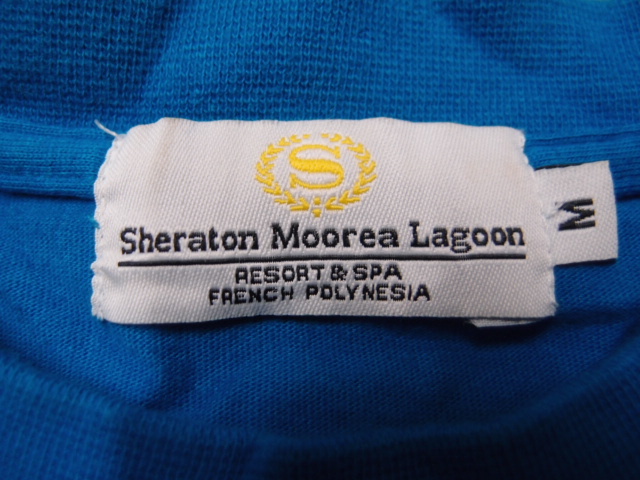 S
Sheraton Moorea Lagoon
RESORT & SPA
FRENCH POLYNESIA
M